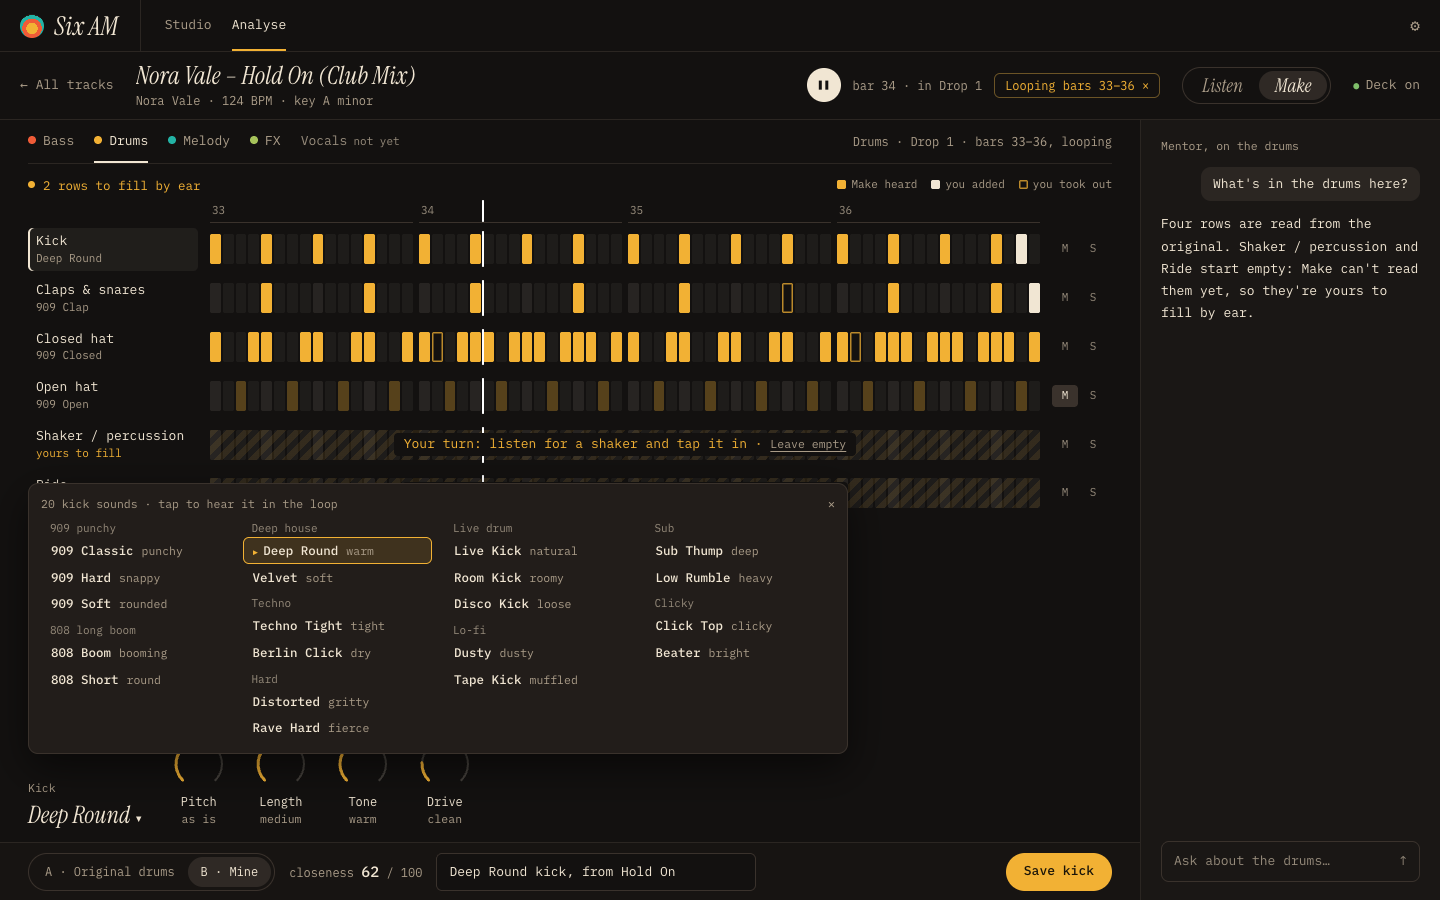 Six AM
Studio
Analyse
← All tracks
Nora Vale – Hold On (Club Mix)
Nora Vale · 124 BPM · key A minor
bar 34 · in Drop 1
Looping bars 33–36 ×
Listen
Make
Deck on
Bass
Drums
Melody
FX
Vocals not yet
Drums · Drop 1 · bars 33–36, looping
2 rows to fill by ear
Make heard
you added
you took out
33
34
35
36
Kick
Deep Round
M
S
Claps & snares
909 Clap
M
S
Closed hat
909 Closed
M
S
Open hat
909 Open
M
S
Shaker / percussion
yours to fill
Your turn: listen for a shaker and tap it in · Leave empty
M
S
Ride
M
S
20 kick sounds · tap to hear it in the loop
×
909 punchy
909 Classic punchy
909 Hard snappy
909 Soft rounded
808 long boom
808 Boom booming
808 Short round
Deep house
▸ Deep Round warm
Velvet soft
Techno
Techno Tight tight
Berlin Click dry
Hard
Distorted gritty
Rave Hard fierce
Live drum
Live Kick natural
Room Kick roomy
Disco Kick loose
Lo-fi
Dusty dusty
Tape Kick muffled
Sub
Sub Thump deep
Low Rumble heavy
Clicky
Click Top clicky
Beater bright
Kick
Deep Round ▾
Pitch
as is
Length
medium
Tone
warm
Drive
clean
A · Original drums
B · Mine
closeness 62 / 100
Deep Round kick, from Hold On
Save kick
Mentor, on the drums
What's in the drums here?
Four rows are read from the
original. Shaker / percussion and
Ride start empty: Make can't read
them yet, so they're yours to
fill by ear.
Ask about the drums…
↑